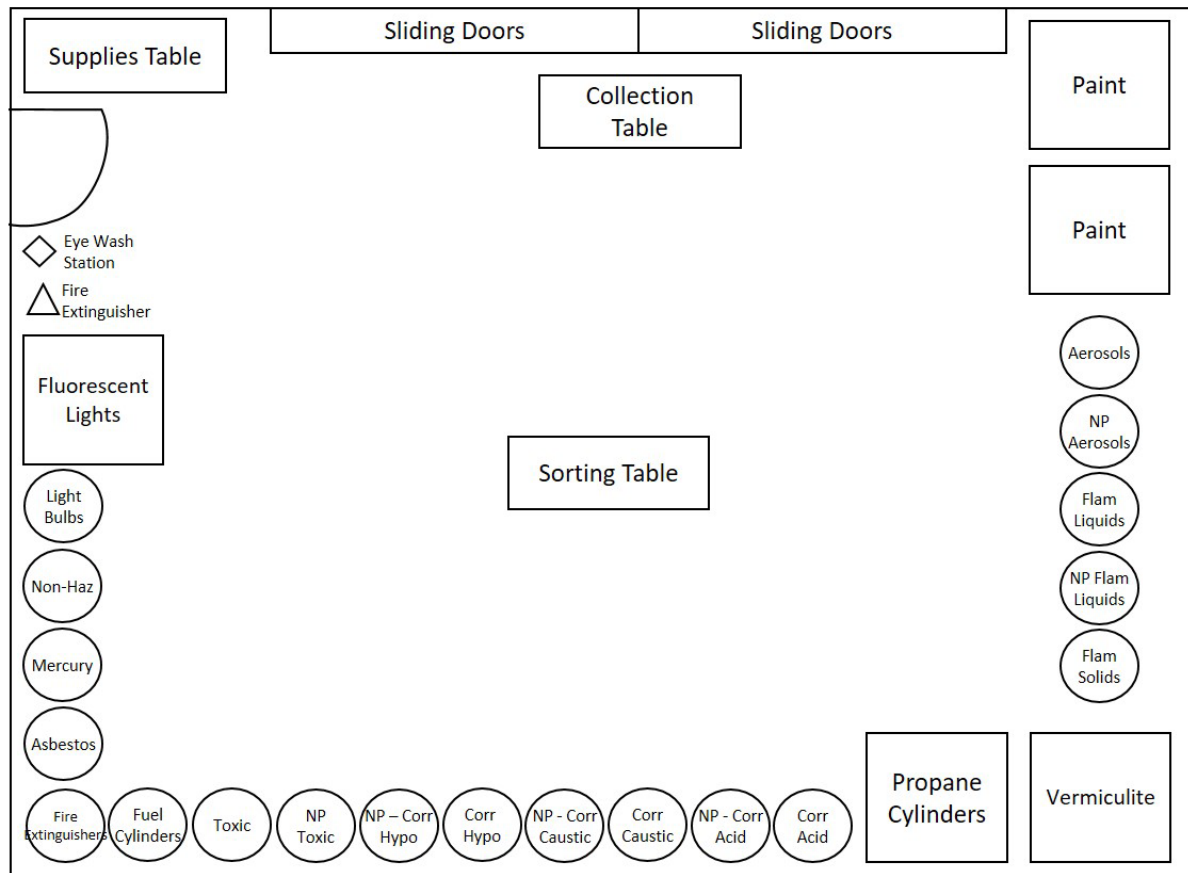 Supplies Table
Sliding Doors
Sliding Doors
Collection
Table
Paint
Paint
Eye Wash
Station
Fire
Extinguisher
Fluorescent
Lights
Light
Bulbs
Non-Haz
Mercury
Asbestos
Sorting Table
Aerosols
NP
Aerosols
Flam
Liquids
NP Flam
Liquids
Flam
Solids
Fire
Extinguishers
Fuel
Cylinders
Toxic
NP
Toxic
NP – Corr
Hypo
Corr
Hypo
NP - Corr
Caustic
Corr
Caustic
NP - Corr
Acid
Corr
Acid
Propane
Cylinders
Vermiculite